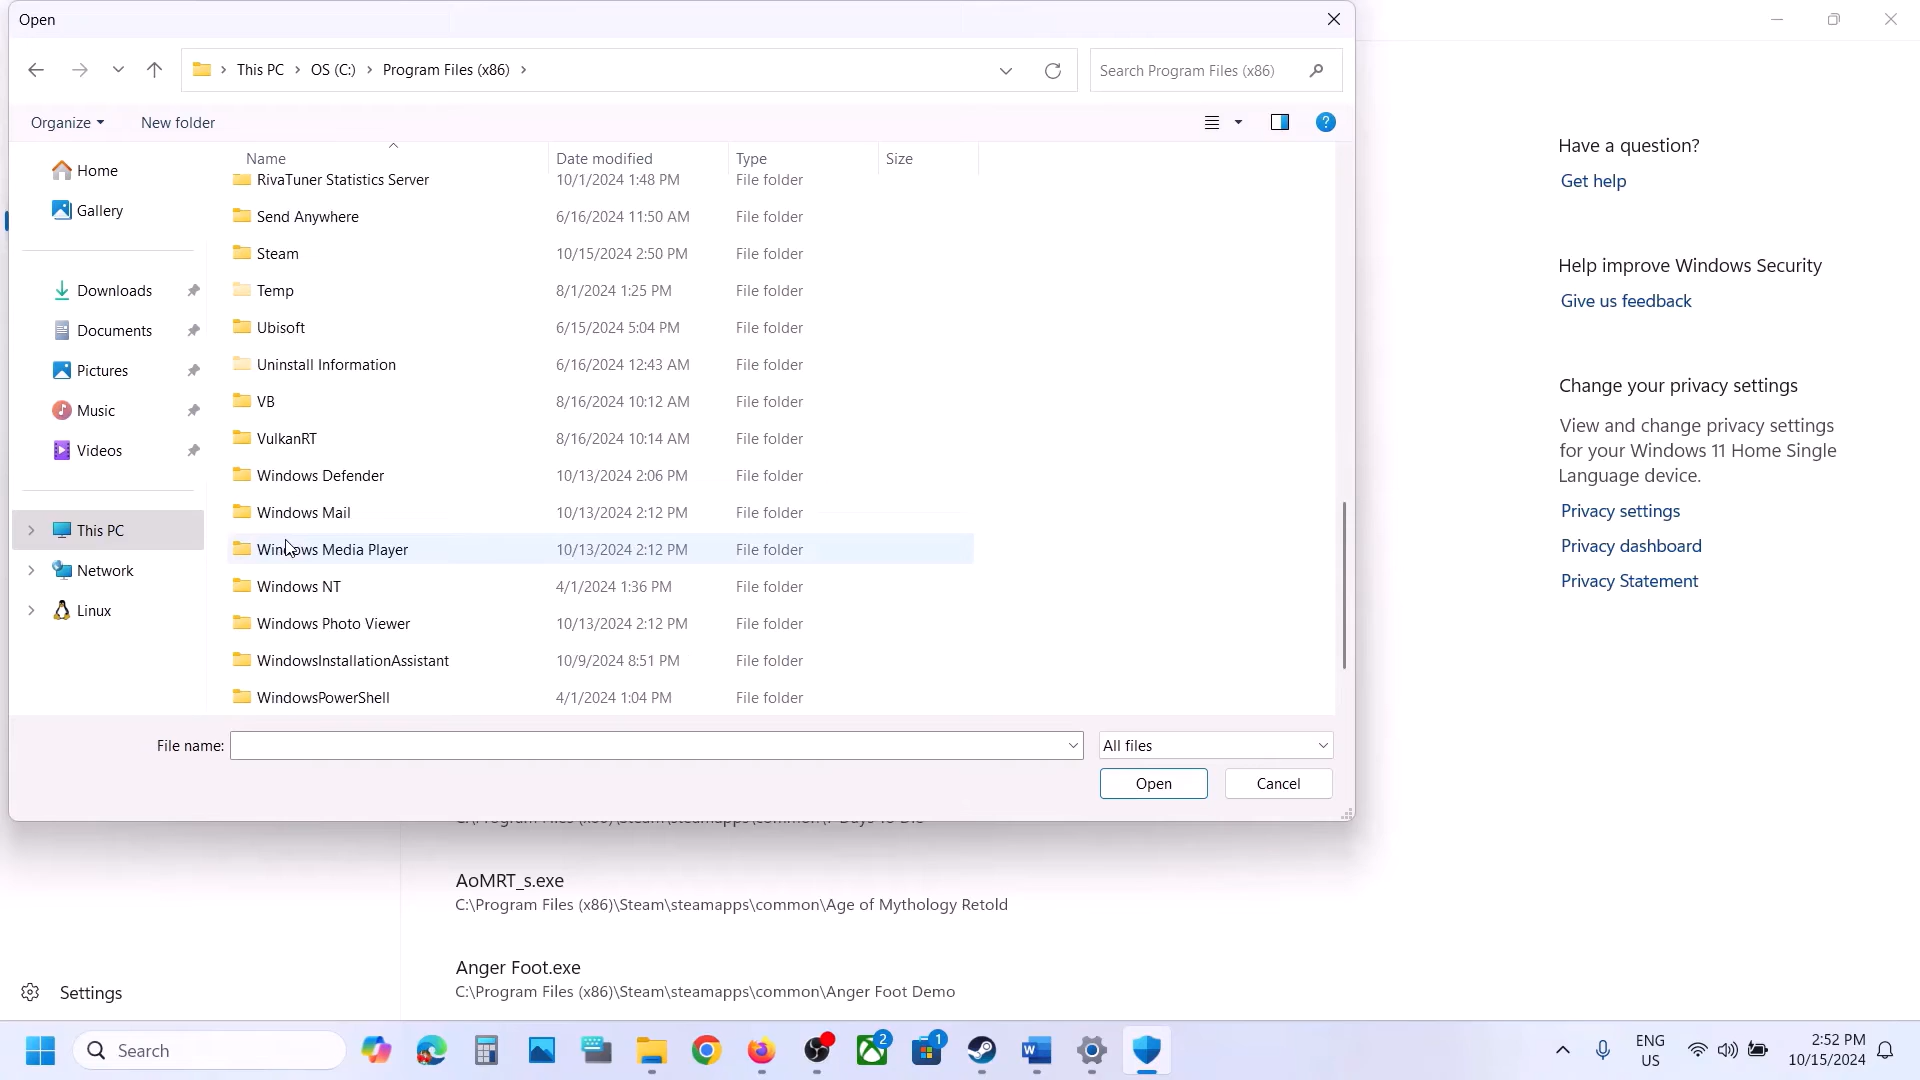 Open
This PC > OS (C:) > Program Files (x86) >
Search Program Files (x86)
Organize
New folder
?
Name
Date modified
Type
Size
Home
Gallery
Downloads
Documents
Pictures
Music
Videos
This PC
Network
Linux
RivaTuner Statistics Server 10/1/2024 1:48 PM File folder
Send Anywhere 6/16/2024 11:50 AM File folder
Steam 10/15/2024 2:50 PM File folder
Temp 8/1/2024 1:25 PM File folder
Ubisoft 6/15/2024 5:04 PM File folder
Uninstall Information 6/16/2024 12:43 AM File folder
VB 8/16/2024 10:12 AM File folder
VulkanRT 8/16/2024 10:14 AM File folder
Windows Defender 10/13/2024 2:06 PM File folder
Windows Mail 10/13/2024 2:12 PM File folder
Windows Media Player 10/13/2024 2:12 PM File folder
Windows NT 4/1/2024 1:36 PM File folder
Windows Photo Viewer 10/13/2024 2:12 PM File folder
WindowsInstallationAssistant 10/9/2024 8:51 PM File folder
WindowsPowerShell 4/1/2024 1:04 PM File folder
File name:
All files
Open
Cancel
Have a question?
Get help
Help improve Windows Security
Give us feedback
Change your privacy settings
View and change privacy settings
for your Windows 11 Home Single
Language device.
Privacy settings
Privacy dashboard
Privacy Statement
C:\Program Files (x86)\Steam\steamapps\common\7 Days To Die
AoMRT_s.exe
C:\Program Files (x86)\Steam\steamapps\common\Age of Mythology Retold
Anger Foot.exe
C:\Program Files (x86)\Steam\steamapps\common\Anger Foot Demo
Settings
Search
2
1
ENG
US
2:52 PM
10/15/2024